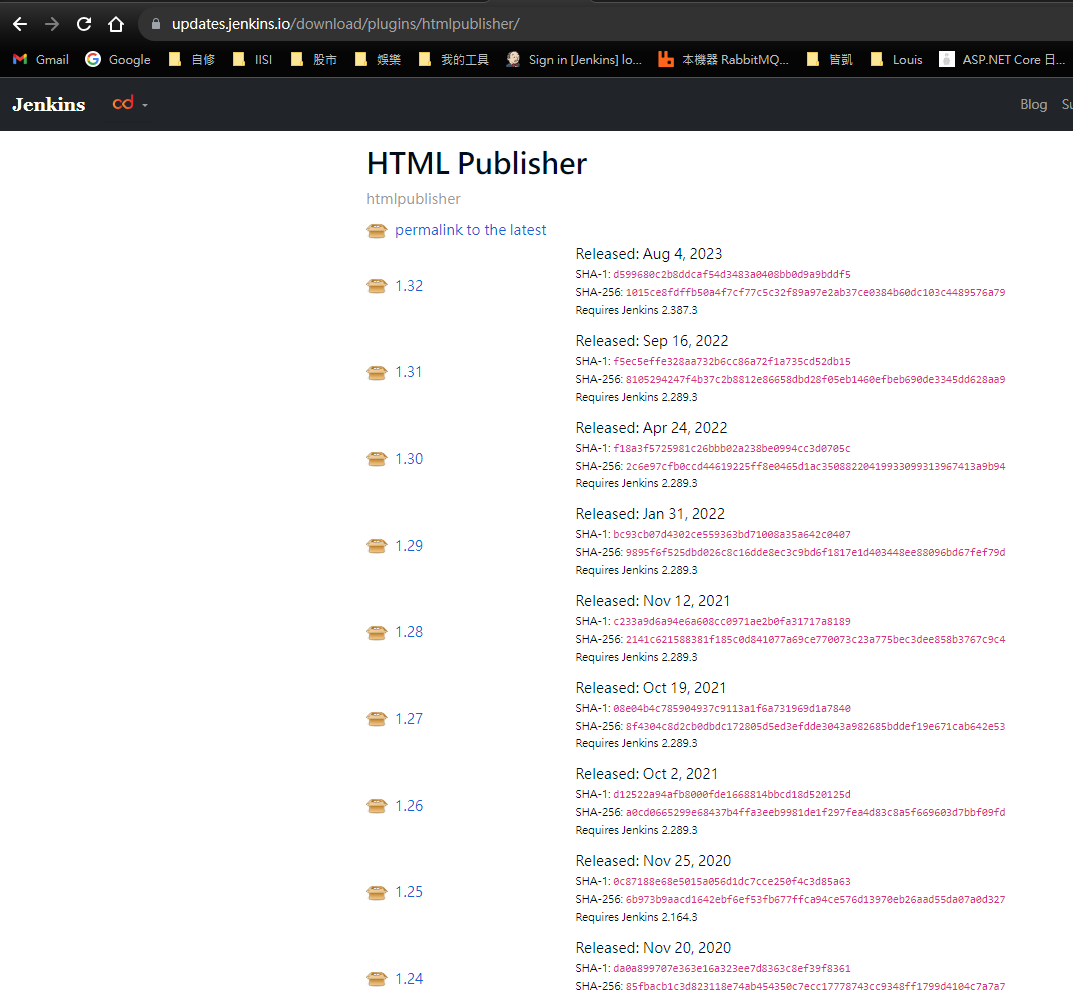 updates.jenkins.io/download/plugins/htmlpublisher/
Gmail Google 自修 IISI 股市 娛樂 我的工具 Sign in [Jenkins] lo... 本機器 RabbitMQ... 皆凱 Louis ASP.NET Core 日...
Jenkins cd Blog Su
HTML Publisher
htmlpublisher
permalink to the latest
Released: Aug 4, 2023
1.32
SHA-1: d599680c2b8ddcaf54d3483a0408bb0d9a9bddf5
SHA-256: 1015ce8fdffb50a4f7cf77c5c32f89a97e2ab37ce0384b60dc103c4489576a79
Requires Jenkins 2.387.3
Released: Sep 16, 2022
1.31
SHA-1: f5ec5effe328aa732b6cc86a72f1a735cd52db15
SHA-256: 8105294247f4b37c2b8812e86658dbd28f05eb1460efbeb690de3345dd628aa9
Requires Jenkins 2.289.3
Released: Apr 24, 2022
1.30
SHA-1: f18a3f5725981c26bbb02a238be0994cc3d0705c
SHA-256: 2c6e97cfb0ccd44619225ff8e0465d1ac35088220419933099313967413a9b94
Requires Jenkins 2.289.3
Released: Jan 31, 2022
1.29
SHA-1: bc93cb07d4302ce559363bd71008a35a642c0407
SHA-256: 9895f6f525dbd026c8c16dde8ec3c9bd6f1817e1d403448ee88096bd67fef79d
Requires Jenkins 2.289.3
Released: Nov 12, 2021
1.28
SHA-1: c233a9d6a94e6a608cc0971ae2b0fa31717a8189
SHA-256: 2141c621588381f185c0d841077a69ce770073c23a775bec3dee858b3767c9c4
Requires Jenkins 2.289.3
Released: Oct 19, 2021
1.27
SHA-1: 08e04b4c785904937c9113a1f6a731969d1a7840
SHA-256: 8f4304c8d2cb0dbdc172805d5ed3efdde3043a982685bddef19e671cab642e53
Requires Jenkins 2.289.3
Released: Oct 2, 2021
1.26
SHA-1: d12522a94afb8000fde1668814bbcd18d520125d
SHA-256: a0cd0665299e68437b4ffa3eeb9981de1f297fea4d83c8a5f669603d7bbf09fd
Requires Jenkins 2.289.3
Released: Nov 25, 2020
1.25
SHA-1: 0c87188e68e5015a056d1dc7cce250f4c3d85a63
SHA-256: 6b973b9aacd1642ebf6ef53fb677ffca94ce576d13970eb26aad55da07a0d327
Requires Jenkins 2.164.3
Released: Nov 20, 2020
1.24
SHA-1: da0a899707e363e16a323ee7d8363c8ef39f8361
SHA-256: 85fbacb1c3d823118e74ab454350c7ecc17778743cc9348ff1799d4104c7a7a7